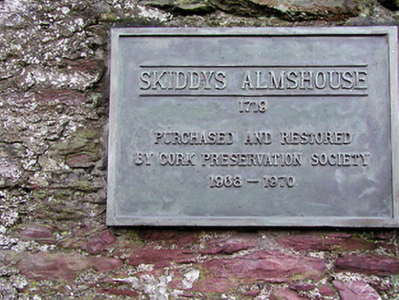 SKIDDYS ALMSHOUSE
1719
PURCHASED AND RESTORED
BY CORK PRESERVATION SOCIETY
1968 — 1970